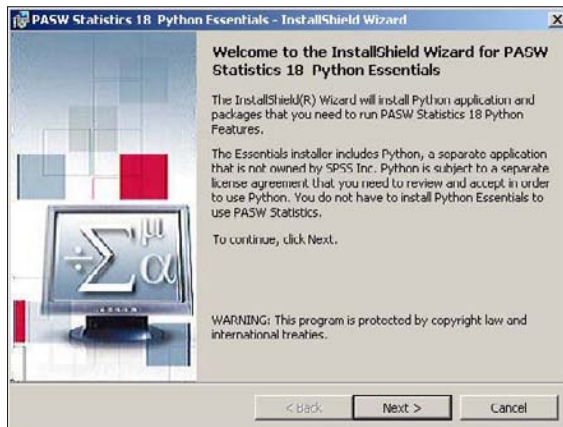 PASW Statistics 18 Python Essentials - InstallShield Wizard
Welcome to the InstallShield Wizard for PASW
Statistics 18 Python Essentials
The InstallShield(R) Wizard will install Python application and
packages that you need to run PASW Statistics 18 Python
Features.
The Essentials installer includes Python, a separate application
that is not owned by SPSS Inc. Python is subject to a separate
license agreement that you need to review and accept in order
to use Python. You do not have to install Python Essentials to
use PASW Statistics.
To continue, click Next.
÷Σμα
WARNING: This program is protected by copyright law and
international treaties.
< Back
Next >
Cancel